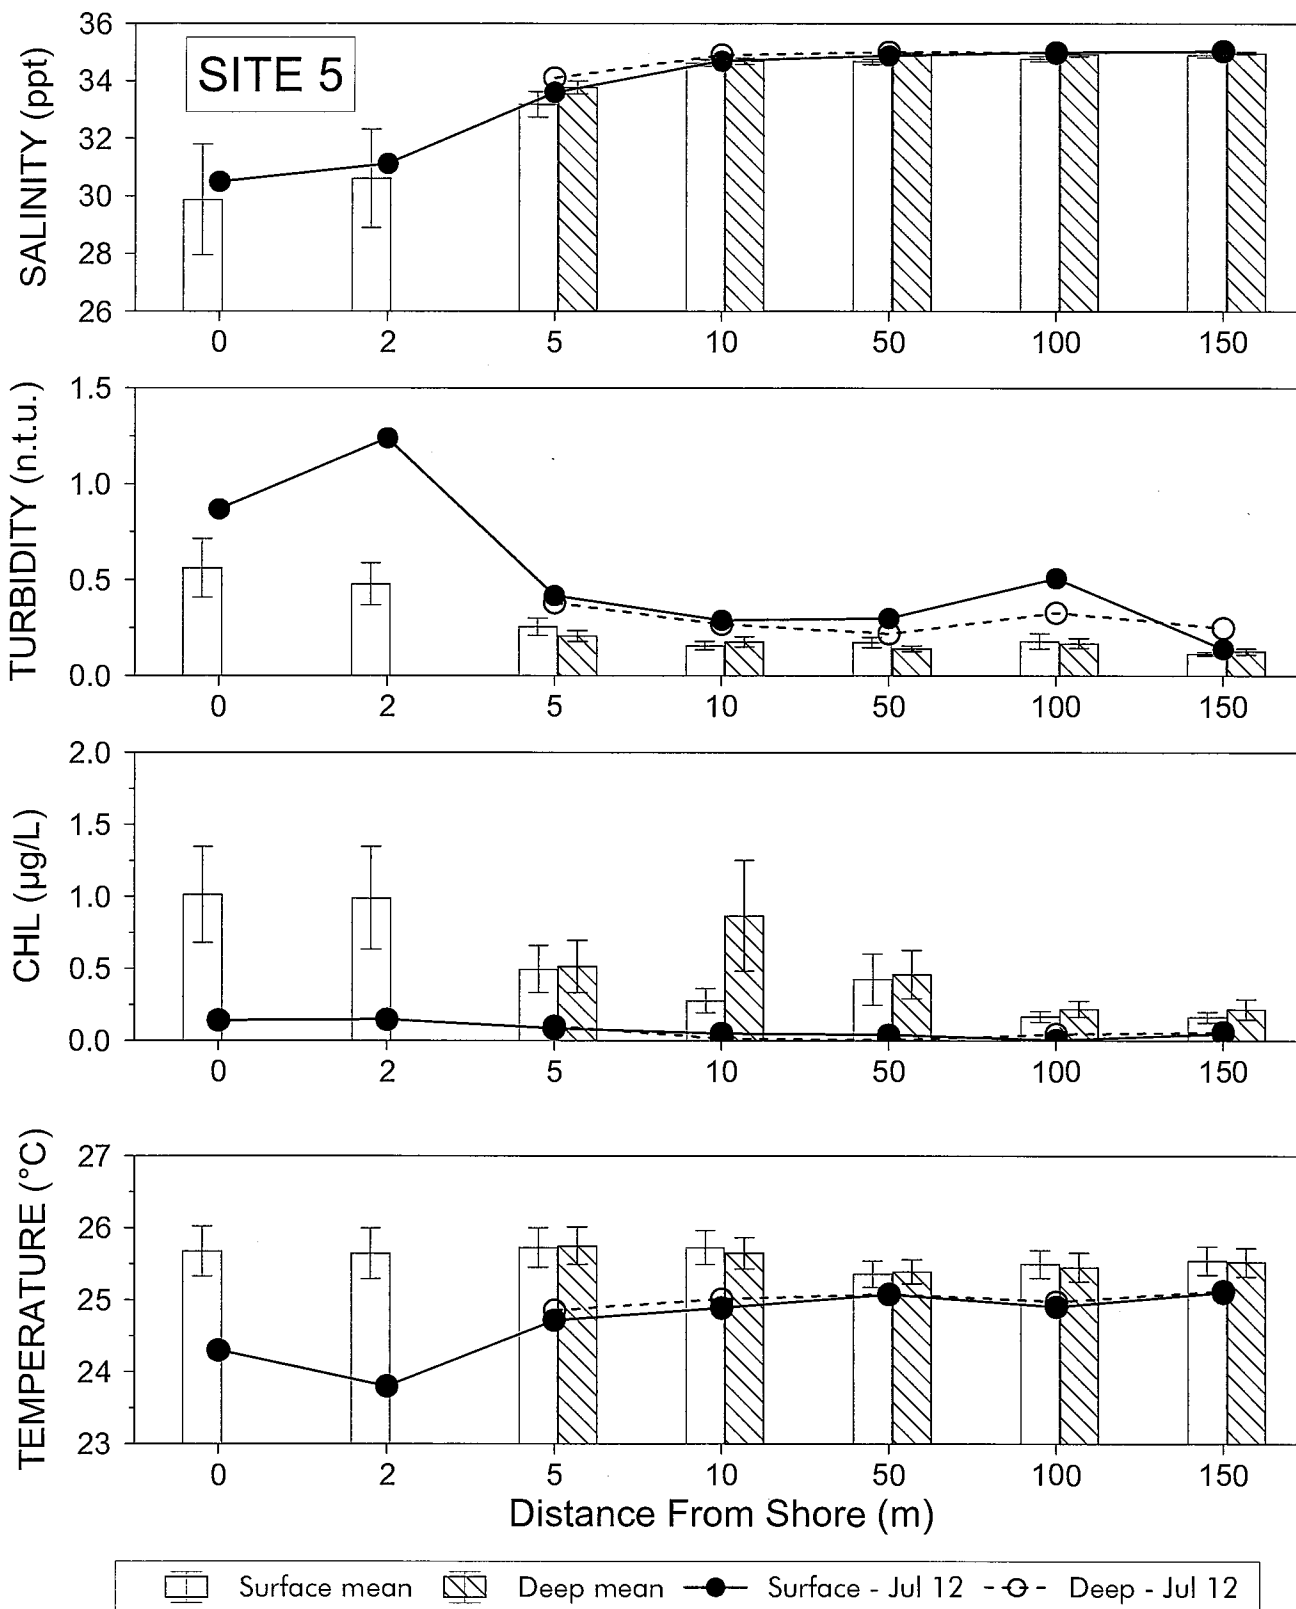 SITE 5
SALINITY (ppt)
36
34
32
30
28
26
0 2 5 10 50 100 150
TURBIDITY (n.t.u.)
1.5
1.0
0.5
0.0
0 2 5 10 50 100 150
CHL (µg/L)
2.0
1.5
1.0
0.5
0.0
0 2 5 10 50 100 150
TEMPERATURE (°C)
27
26
25
24
23
0 2 5 10 50 100 150
Distance From Shore (m)
Surface mean Deep mean Surface - Jul 12 Deep - Jul 12